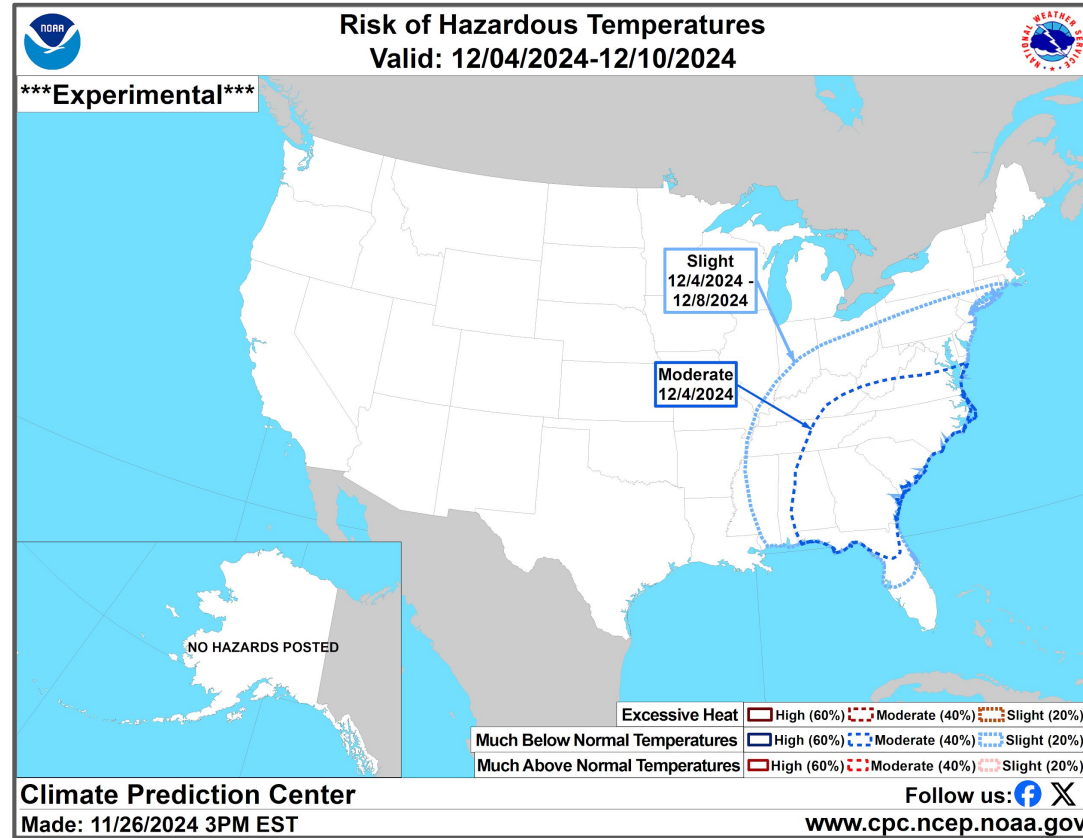 NOAA
Risk of Hazardous Temperatures
Valid: 12/04/2024-12/10/2024
NATIONAL WEATHER SERVICE
***Experimental***
Slight
12/4/2024 -
12/8/2024
Moderate
12/4/2024
NO HAZARDS POSTED
Excessive Heat High (60%) Moderate (40%) Slight (20%)
Much Below Normal Temperatures High (60%) Moderate (40%) Slight (20%)
Much Above Normal Temperatures High (60%) Moderate (40%) Slight (20%)
Climate Prediction Center
Follow us:
Made: 11/26/2024 3PM EST
www.cpc.ncep.noaa.gov